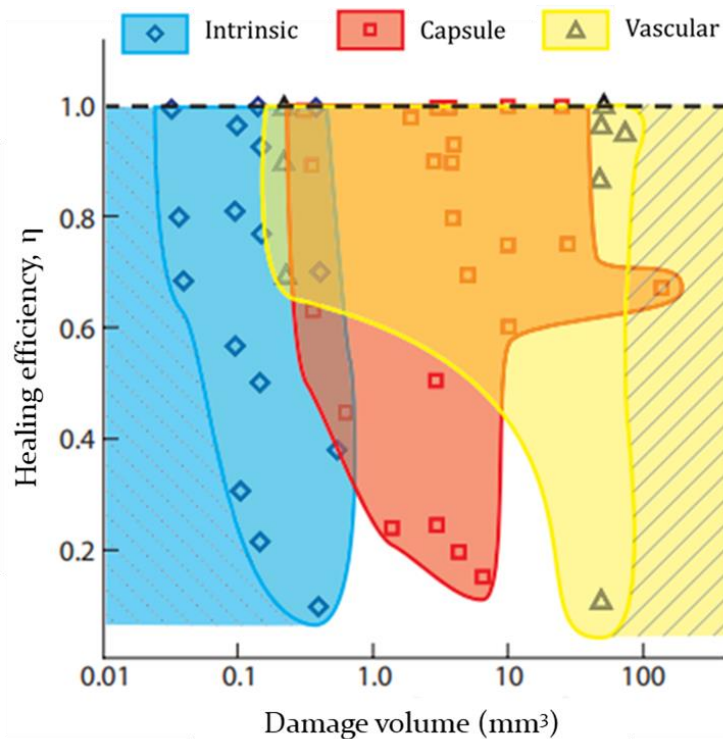 Intrinsic Capsule Vascular
1.0
0.8
0.6
0.4
0.2
Healing efficiency, η
0.01 0.1 1.0 10 100
Damage volume (mm³)